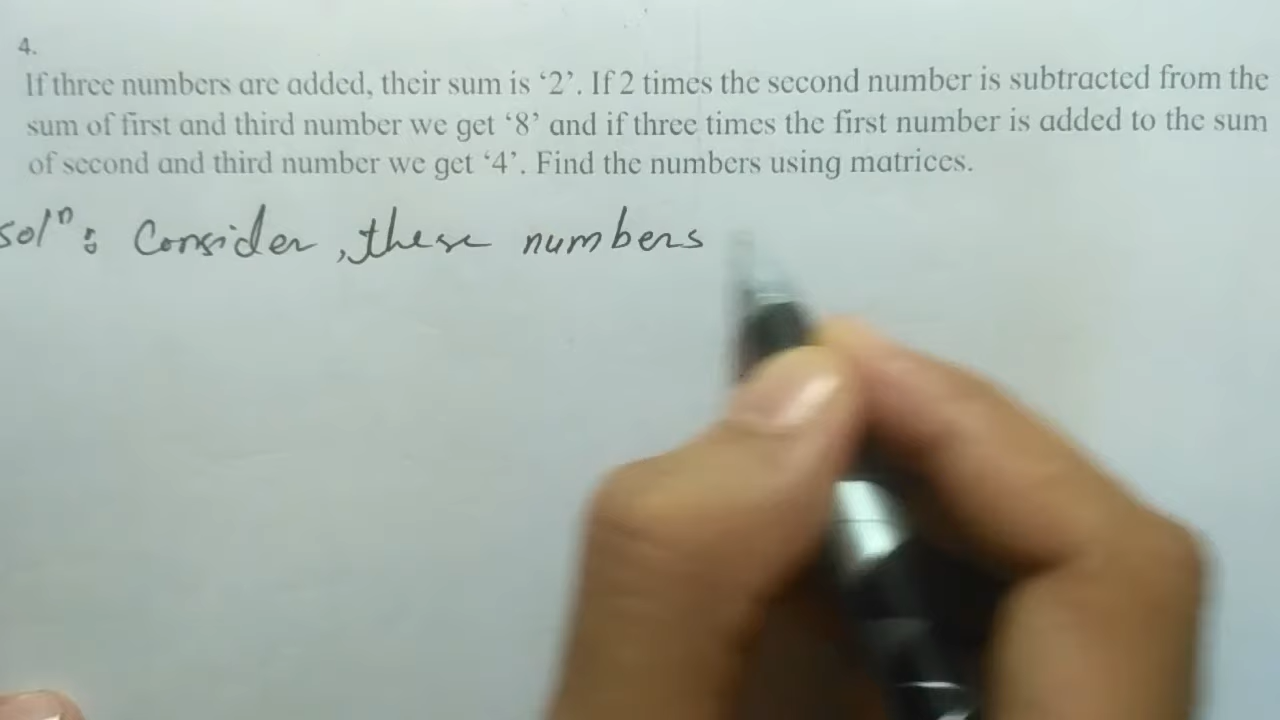 4.
If three numbers are added, their sum is ‘2’. If 2 times the second number is subtracted from the
sum of first and third number we get ‘8’ and if three times the first number is added to the sum
of second and third number we get ‘4’. Find the numbers using matrices.
solⁿ: Consider, these numbers